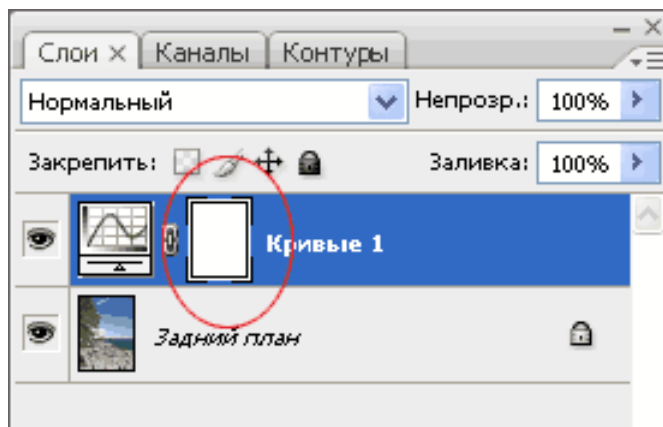 Слои × Каналы Контуры
Нормальный Непрозр.: 100%
Закрепить: Заливка: 100%
Кривые 1
Задний план